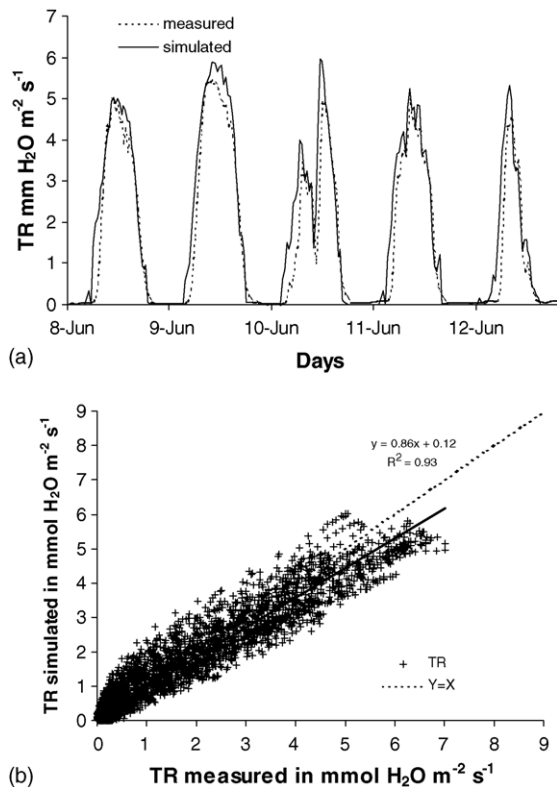 measured
simulated
7
6
5
4
3
2
1
0
TR mm H₂O m⁻² s⁻¹
8-Jun 9-Jun 10-Jun 11-Jun 12-Jun
(a)
Days
9
8
7
6
5
4
3
2
1
0
TR simulated in mmol H₂O m⁻² s⁻¹
y = 0.86x + 0.12
R² = 0.93
TR
Y=X
0 1 2 3 4 5 6 7 8 9
(b)
TR measured in mmol H₂O m⁻² s⁻¹